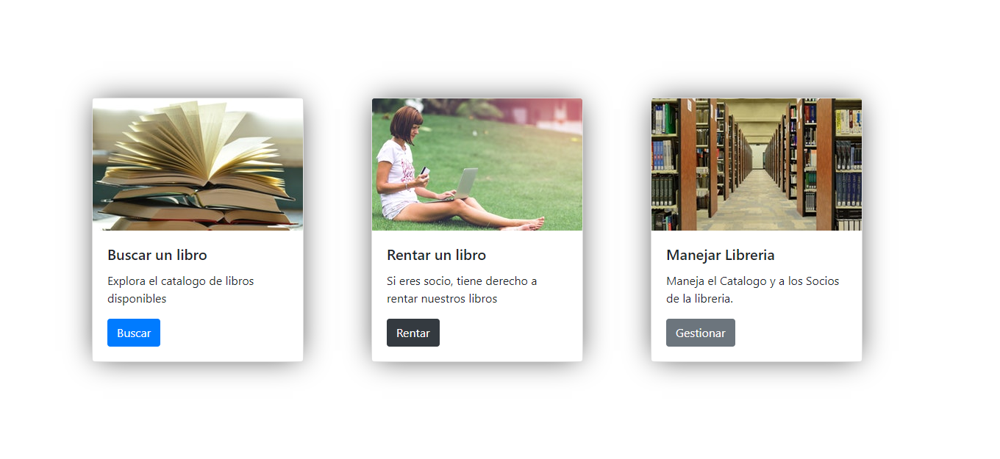 Buscar un libro
Explora el catalogo de libros
disponibles
Buscar
Rentar un libro
Si eres socio, tiene derecho a
rentar nuestros libros
Rentar
Manejar Libreria
Maneja el Catalogo y a los Socios
de la libreria.
Gestionar